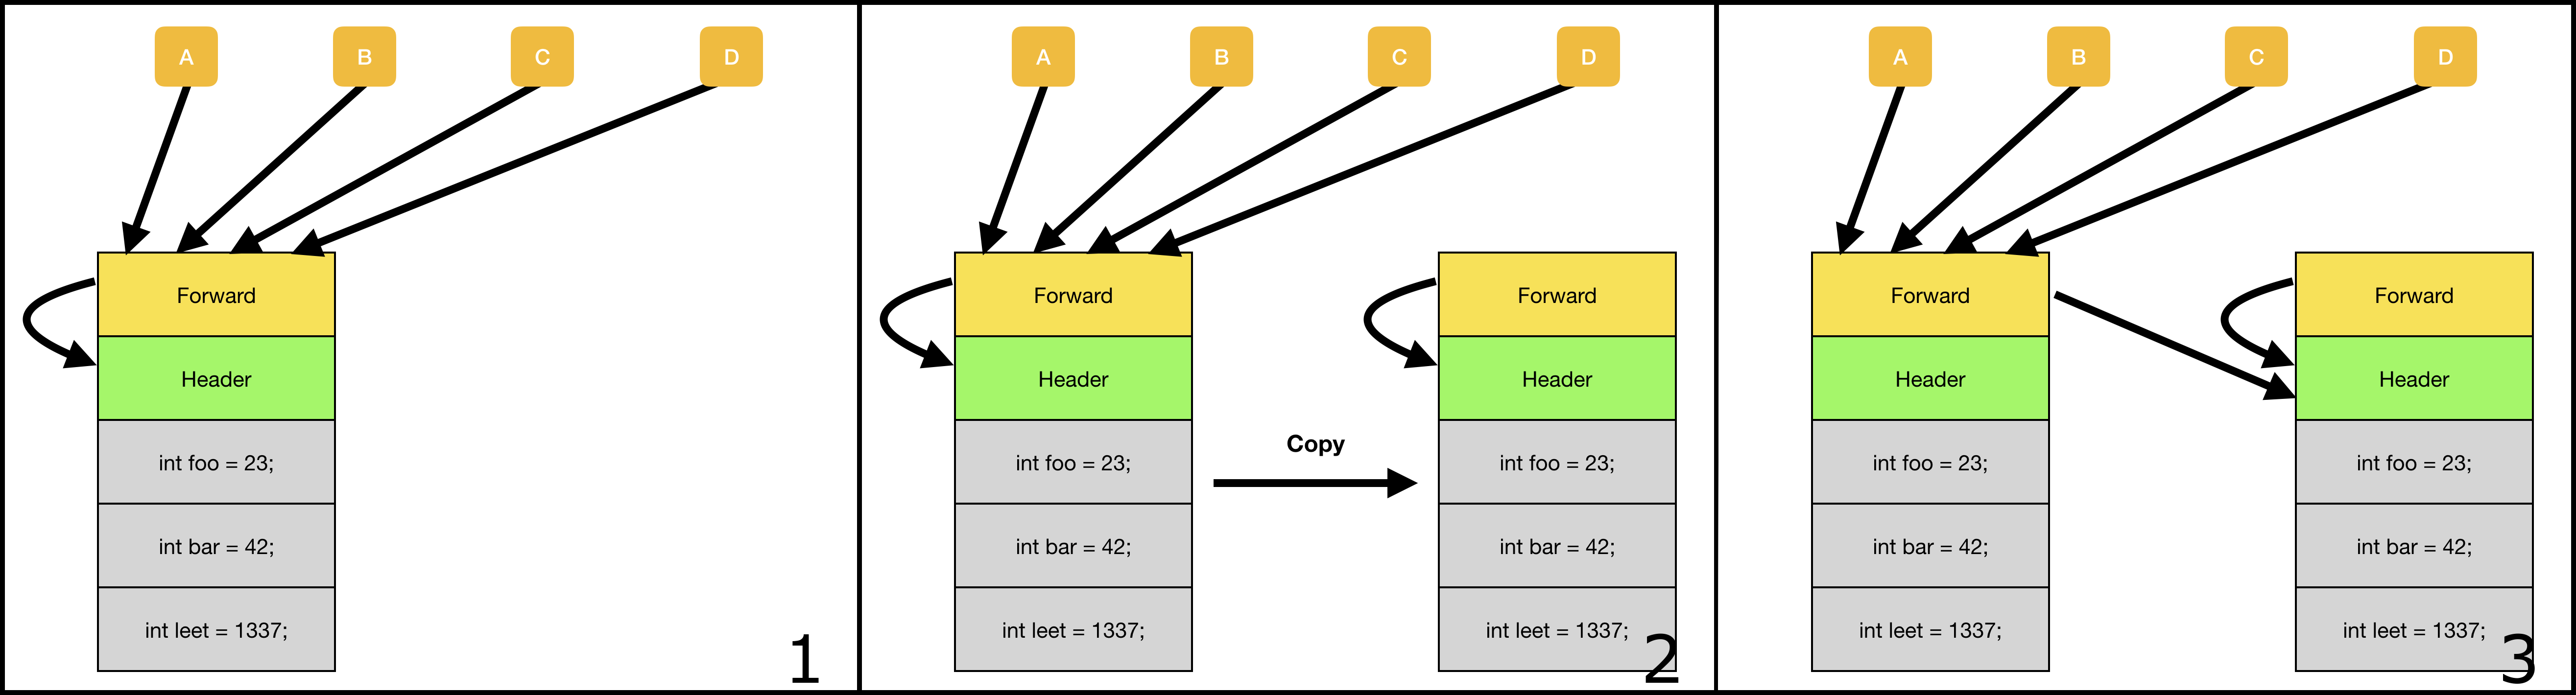 A B C D
Forward
Header
int foo = 23;
int bar = 42;
int leet = 1337;
1
A B C D
Forward Forward
Header Header
Copy
int foo = 23; int foo = 23;
int bar = 42; int bar = 42;
int leet = 1337; int leet = 1337;
2
A B C D
Forward Forward
Header Header
int foo = 23; int foo = 23;
int bar = 42; int bar = 42;
int leet = 1337; int leet = 1337;
3